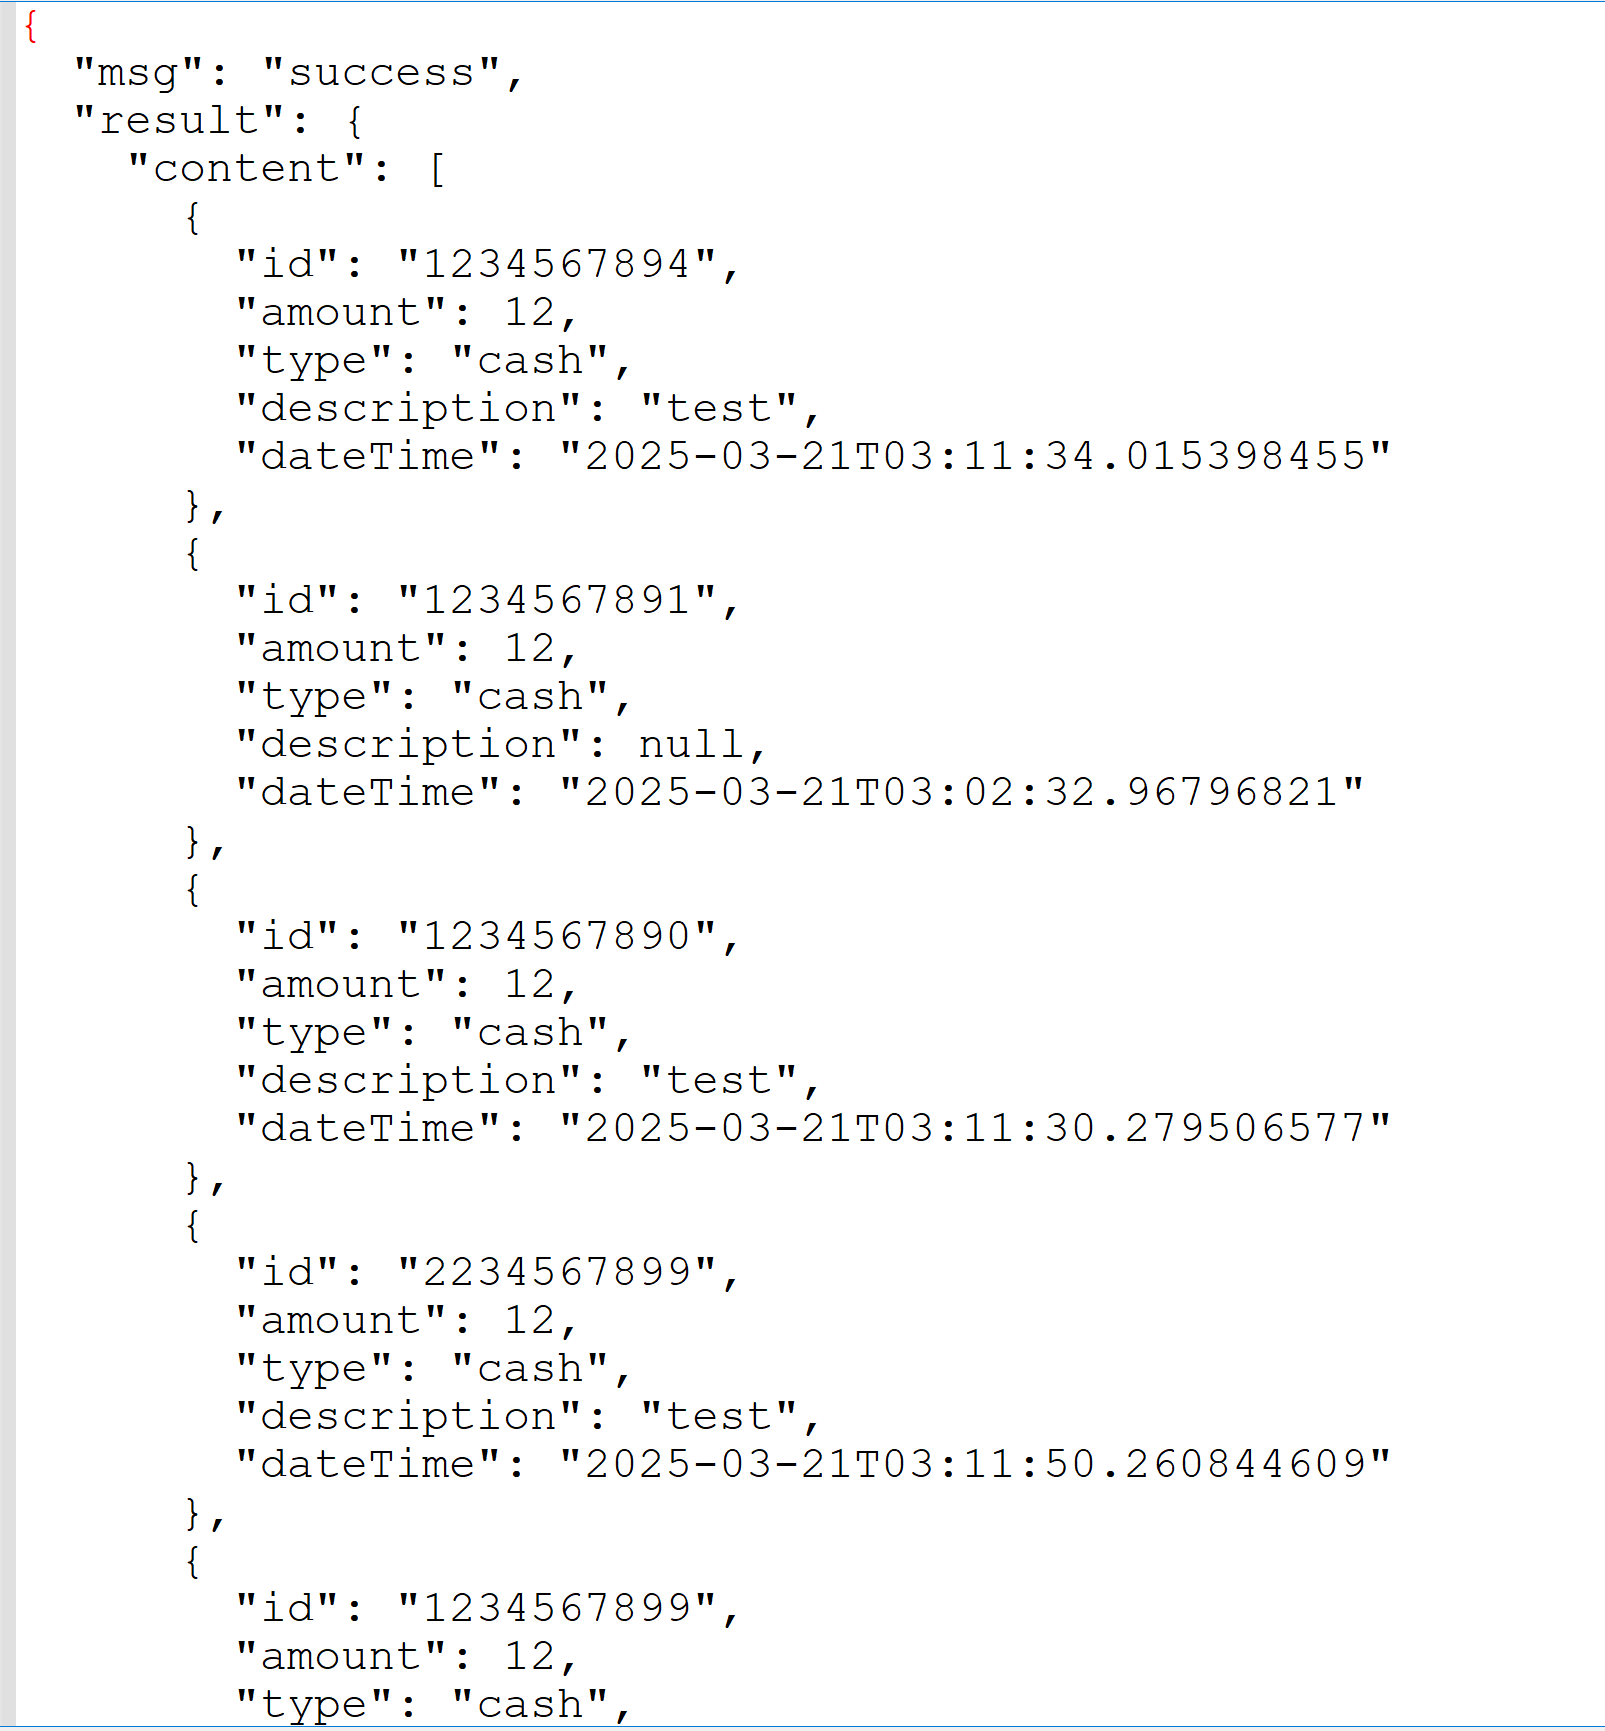 {
  "msg": "success",
  "result": {
    "content": [
      {
        "id": "1234567894",
        "amount": 12,
        "type": "cash",
        "description": "test",
        "dateTime": "2025-03-21T03:11:34.015398455"
      },
      {
        "id": "1234567891",
        "amount": 12,
        "type": "cash",
        "description": null,
        "dateTime": "2025-03-21T03:02:32.96796821"
      },
      {
        "id": "1234567890",
        "amount": 12,
        "type": "cash",
        "description": "test",
        "dateTime": "2025-03-21T03:11:30.279506577"
      },
      {
        "id": "2234567899",
        "amount": 12,
        "type": "cash",
        "description": "test",
        "dateTime": "2025-03-21T03:11:50.260844609"
      },
      {
        "id": "1234567899",
        "amount": 12,
        "type": "cash",